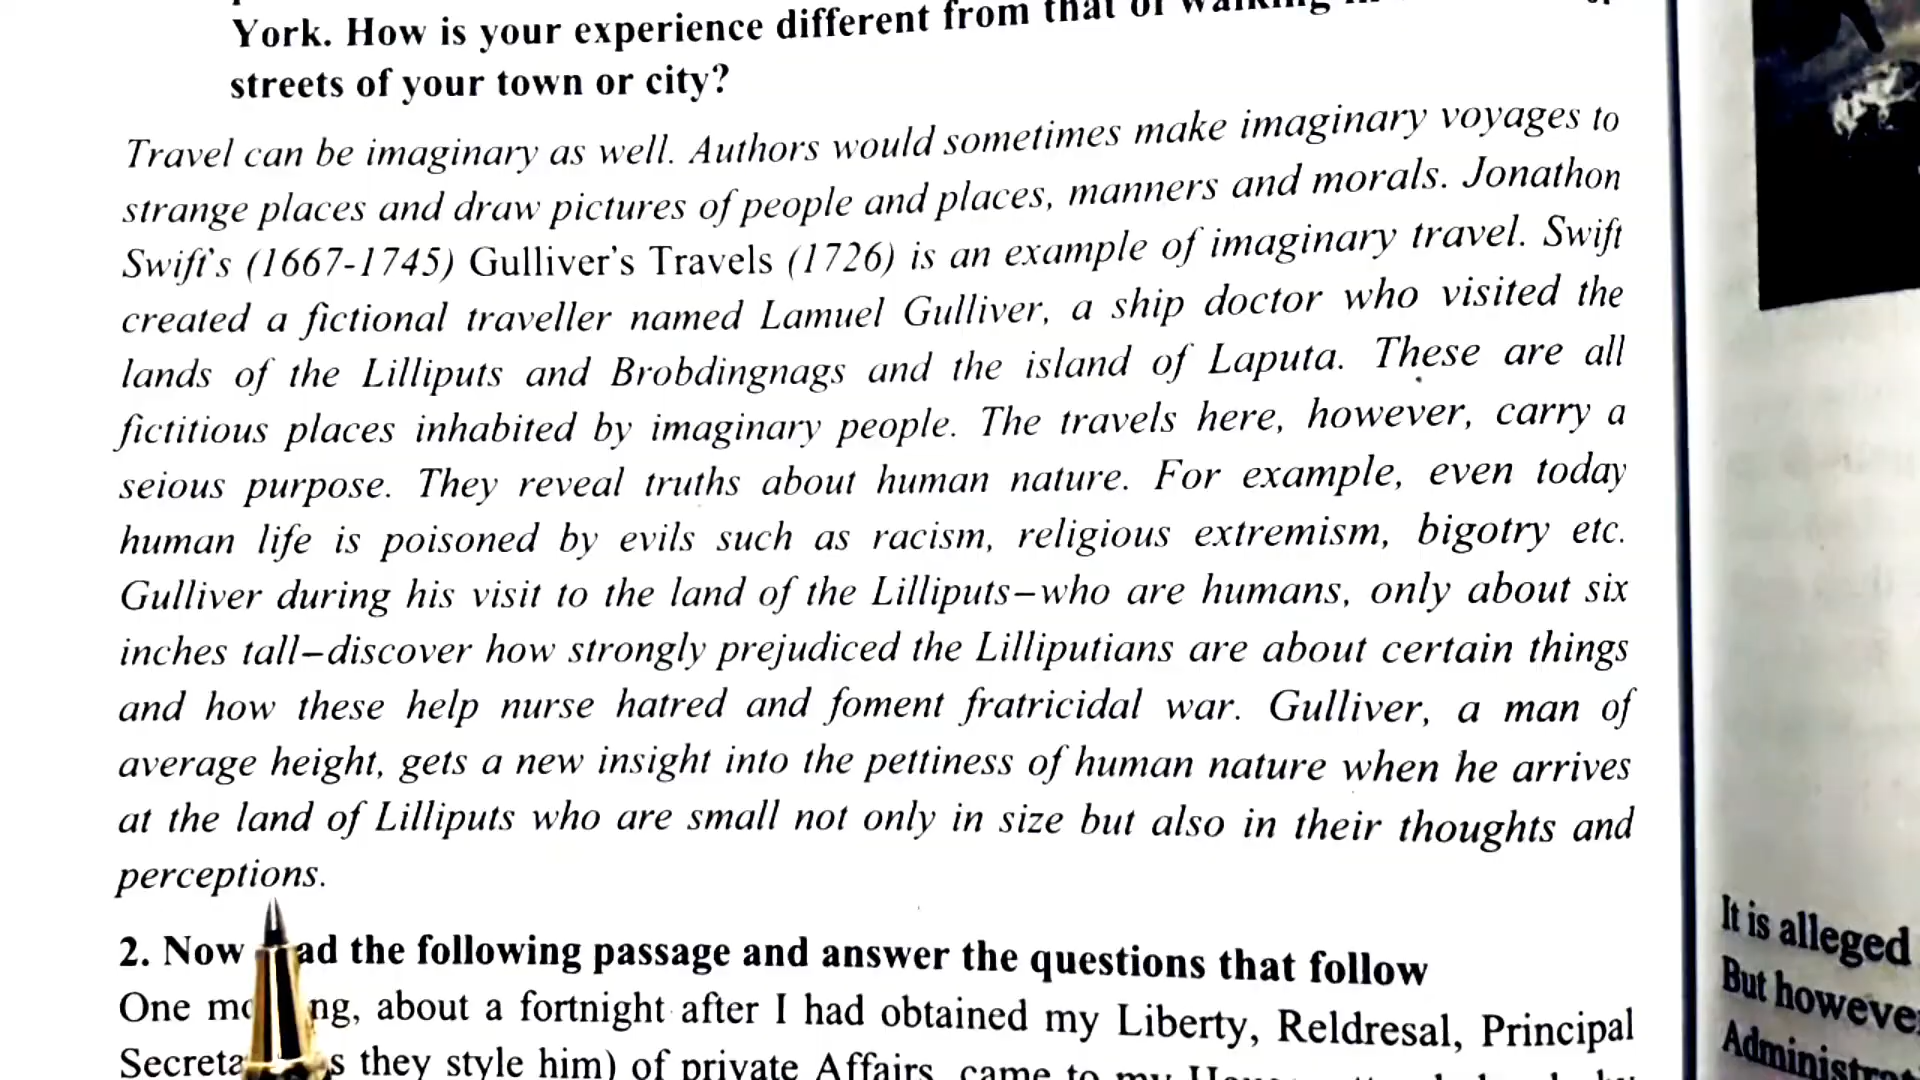 York. How is your experience different from that of walking
streets of your town or city?
Travel can be imaginary as well. Authors would sometimes make imaginary voyages to
strange places and draw pictures of people and places, manners and morals. Jonathon
Swift's (1667-1745) Gulliver's Travels (1726) is an example of imaginary travel. Swift
created a fictional traveller named Lamuel Gulliver, a ship doctor who visited the
lands of the Lilliputs and Brobdingnags and the island of Laputa. These are all
fictitious places inhabited by imaginary people. The travels here, however, carry a
seious purpose. They reveal truths about human nature. For example, even today
human life is poisoned by evils such as racism, religious extremism, bigotry etc.
Gulliver during his visit to the land of the Lilliputs–who are humans, only about six
inches tall–discover how strongly prejudiced the Lilliputians are about certain things
and how these help nurse hatred and foment fratricidal war. Gulliver, a man of
average height, gets a new insight into the pettiness of human nature when he arrives
at the land of Lilliputs who are small not only in size but also in their thoughts and
perceptions.
2. Now ad the following passage and answer the questions that follow
One mo ng, about a fortnight after I had obtained my Liberty, Reldresal, Principal
Secreta s they style him) of private Affairs, came to my
It is alleged
But howeve
Administrat